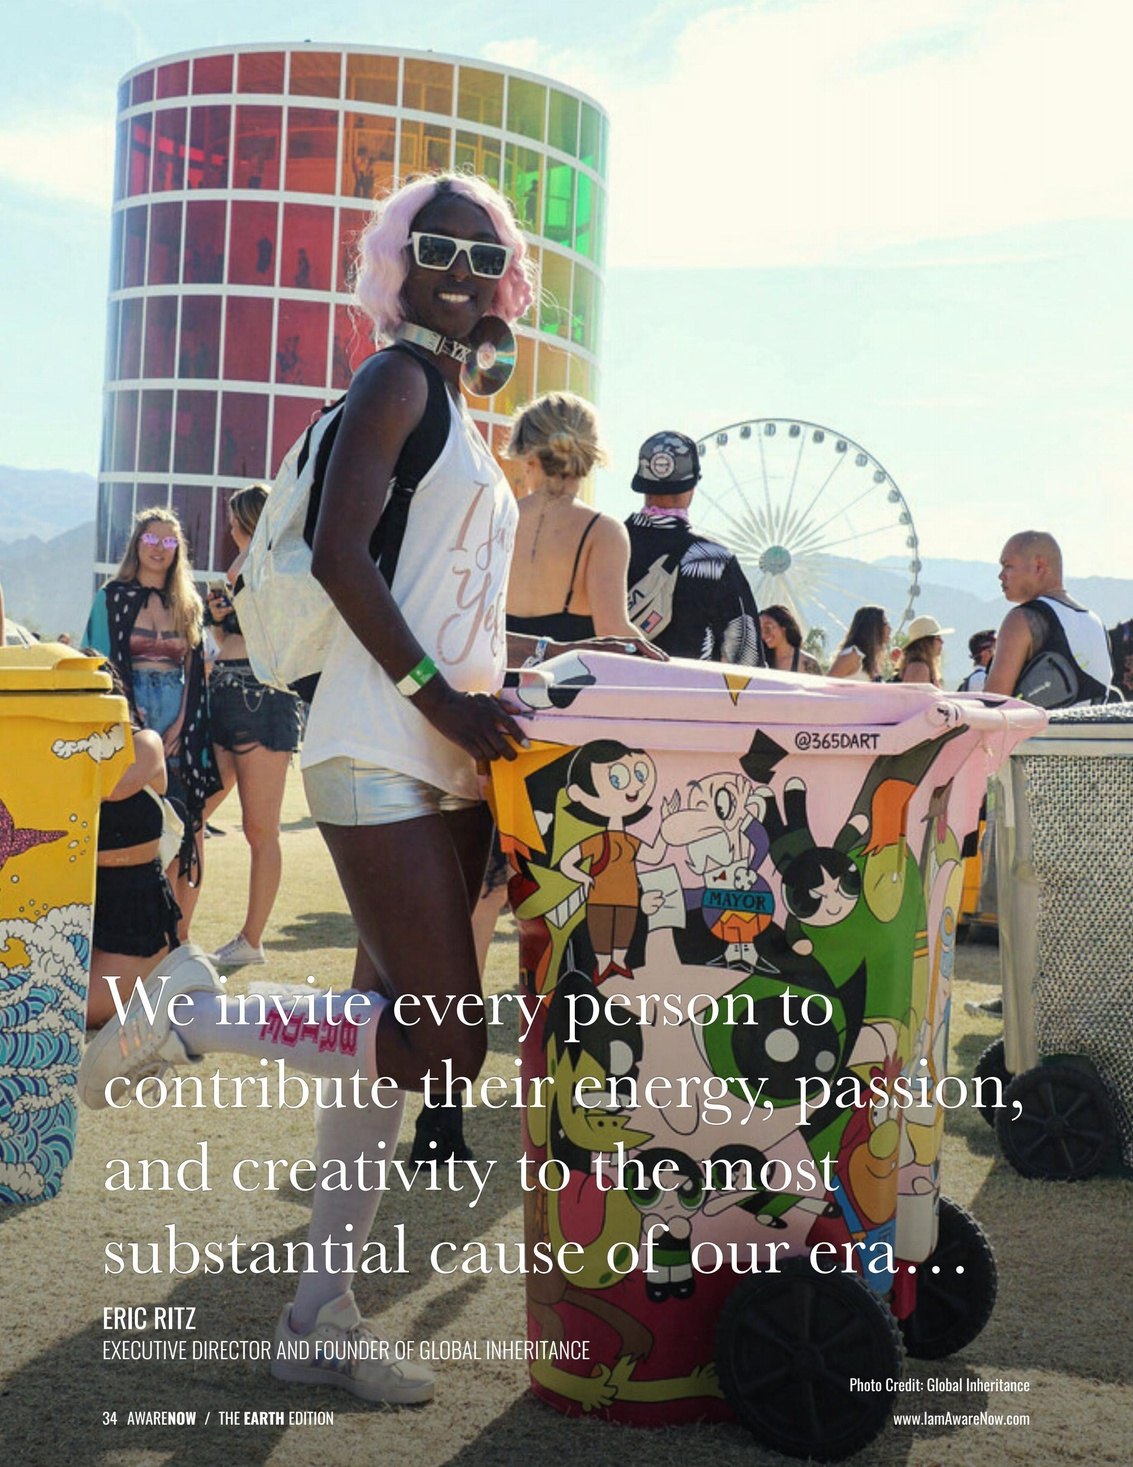 @365DART
MAYOR
We invite every person to
contribute their energy, passion,
and creativity to the most
substantial cause of our era...
ERIC RITZ
EXECUTIVE DIRECTOR AND FOUNDER OF GLOBAL INHERITANCE
Photo Credit: Global Inheritance
34 AWARENOW / THE EARTH EDITION
www.IamAwareNow.com